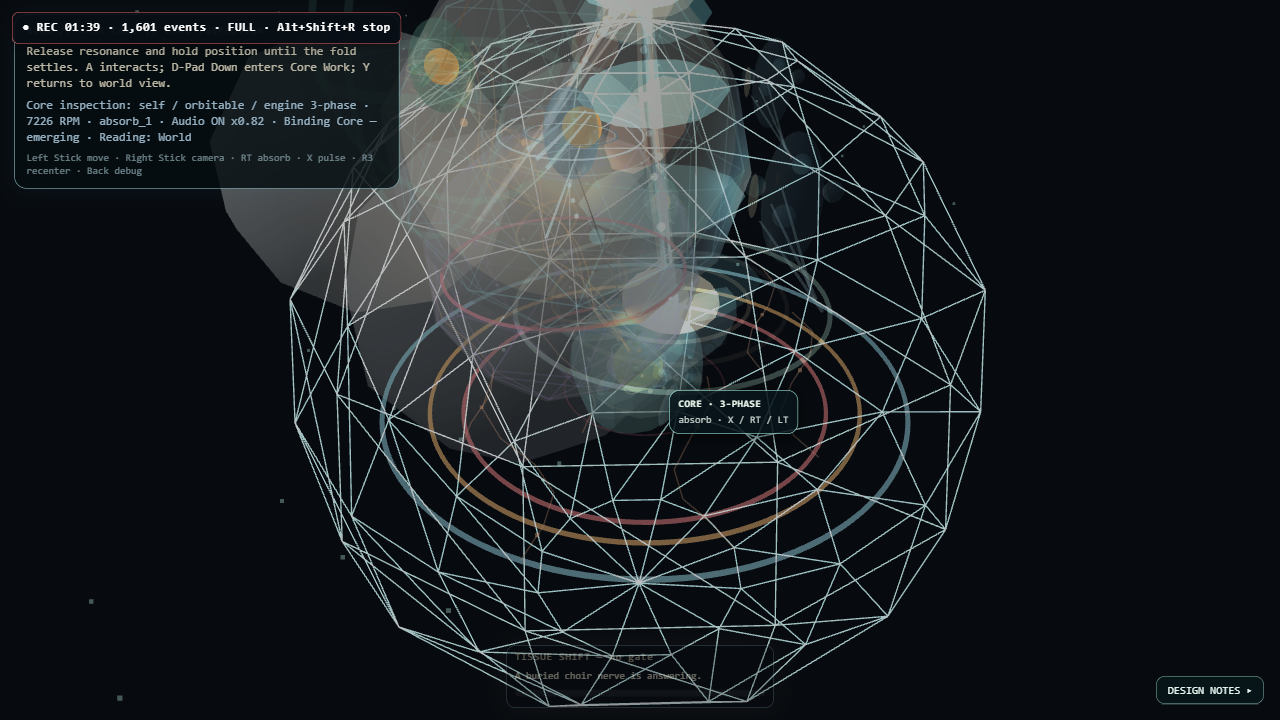 ● REC 01:39 · 1,601 events · FULL · Alt+Shift+R stop
Release resonance and hold position until the fold
settles. A interacts; D-Pad Down enters Core Work; Y
returns to world view.
Core inspection: self / orbitable / engine 3-phase ·
7226 RPM · absorb_1 · Audio ON x0.82 · Binding Core —
emerging · Reading: World
Left Stick move · Right Stick camera · RT absorb · X pulse · R3
recenter · Back debug
CORE · 3-PHASE
absorb · X / RT / LT
TISSUE SHIFT — gate
A buried choir nerve is answering.
DESIGN NOTES ▸